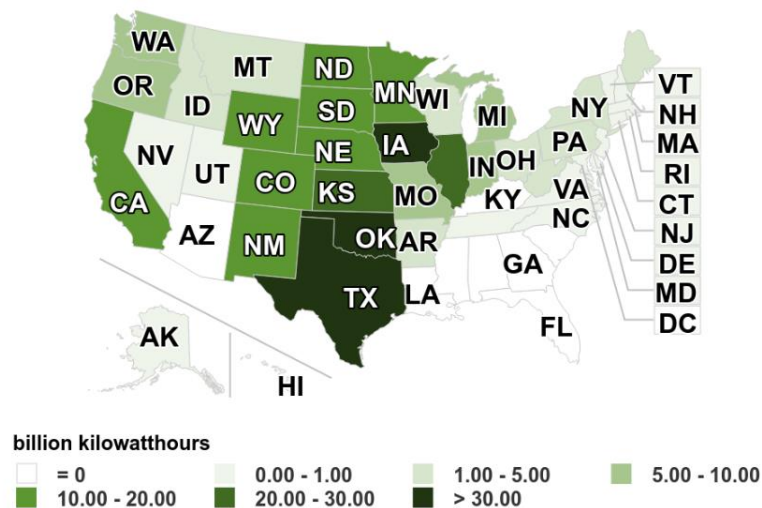 WA
OR
MT
ID
ND
MN
WI
SD
WY
NE
IA
MI
NY
PA
IN
OH
NV
UT
CO
KS
MO
KY
VA
NC
CA
AZ
NM
OK
AR
TX
LA
GA
FL
AK
HI
VT
NH
MA
RI
CT
NJ
DE
MD
DC
billion kilowatthours
= 0 0.00 - 1.00 1.00 - 5.00 5.00 - 10.00
10.00 - 20.00 20.00 - 30.00 > 30.00